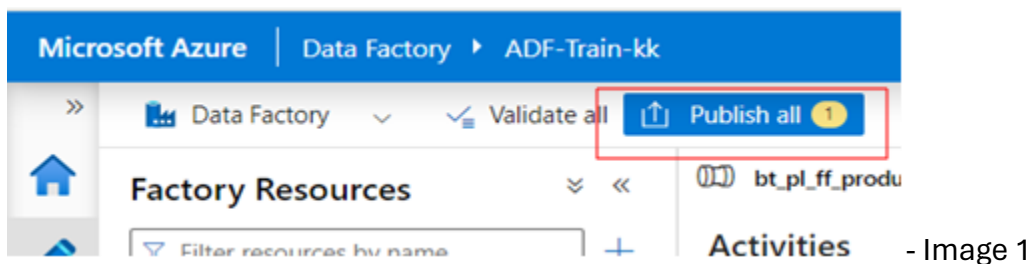 Microsoft Azure | Data Factory ▸ ADF-Train-kk
» Data Factory Validate all Publish all 1
Factory Resources « bt_pl_ff_produ
Filter resources by name + Activities - Image 1